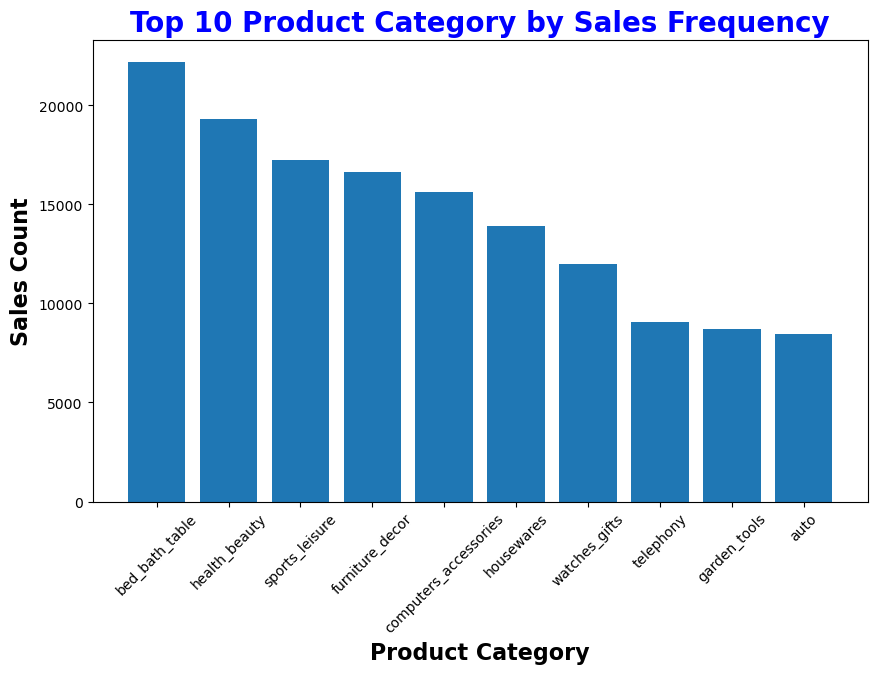 Top 10 Product Category by Sales Frequency
Sales Count
20000
15000
10000
5000
0
bed_bath_table
health_beauty
sports_leisure
furniture_decor
computers_accessories
housewares
watches_gifts
telephony
garden_tools
auto
Product Category